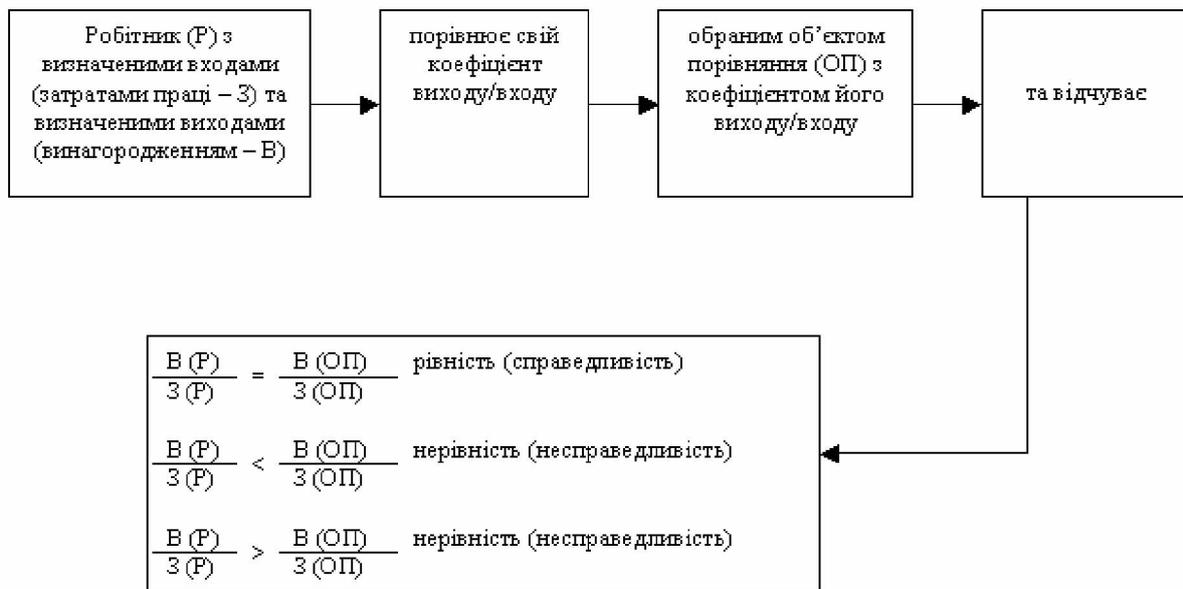 Робітник (Р) з
визначеними входами
(затратами праці – З) та
визначеними виходами
(винагородженням – В)
порівнює свій
коефіцієнт
виходу/входу
обраним об’єктом
порівняння (ОП) з
коефіцієнтом його
виходу/входу
та відчуває
В (Р) = В (ОП) рівність (справедливість)
З (Р) З (ОП)
В (Р) < В (ОП) нерівність (несправедливість)
З (Р) З (ОП)
В (Р) > В (ОП) нерівність (несправедливість)
З (Р) З (ОП)